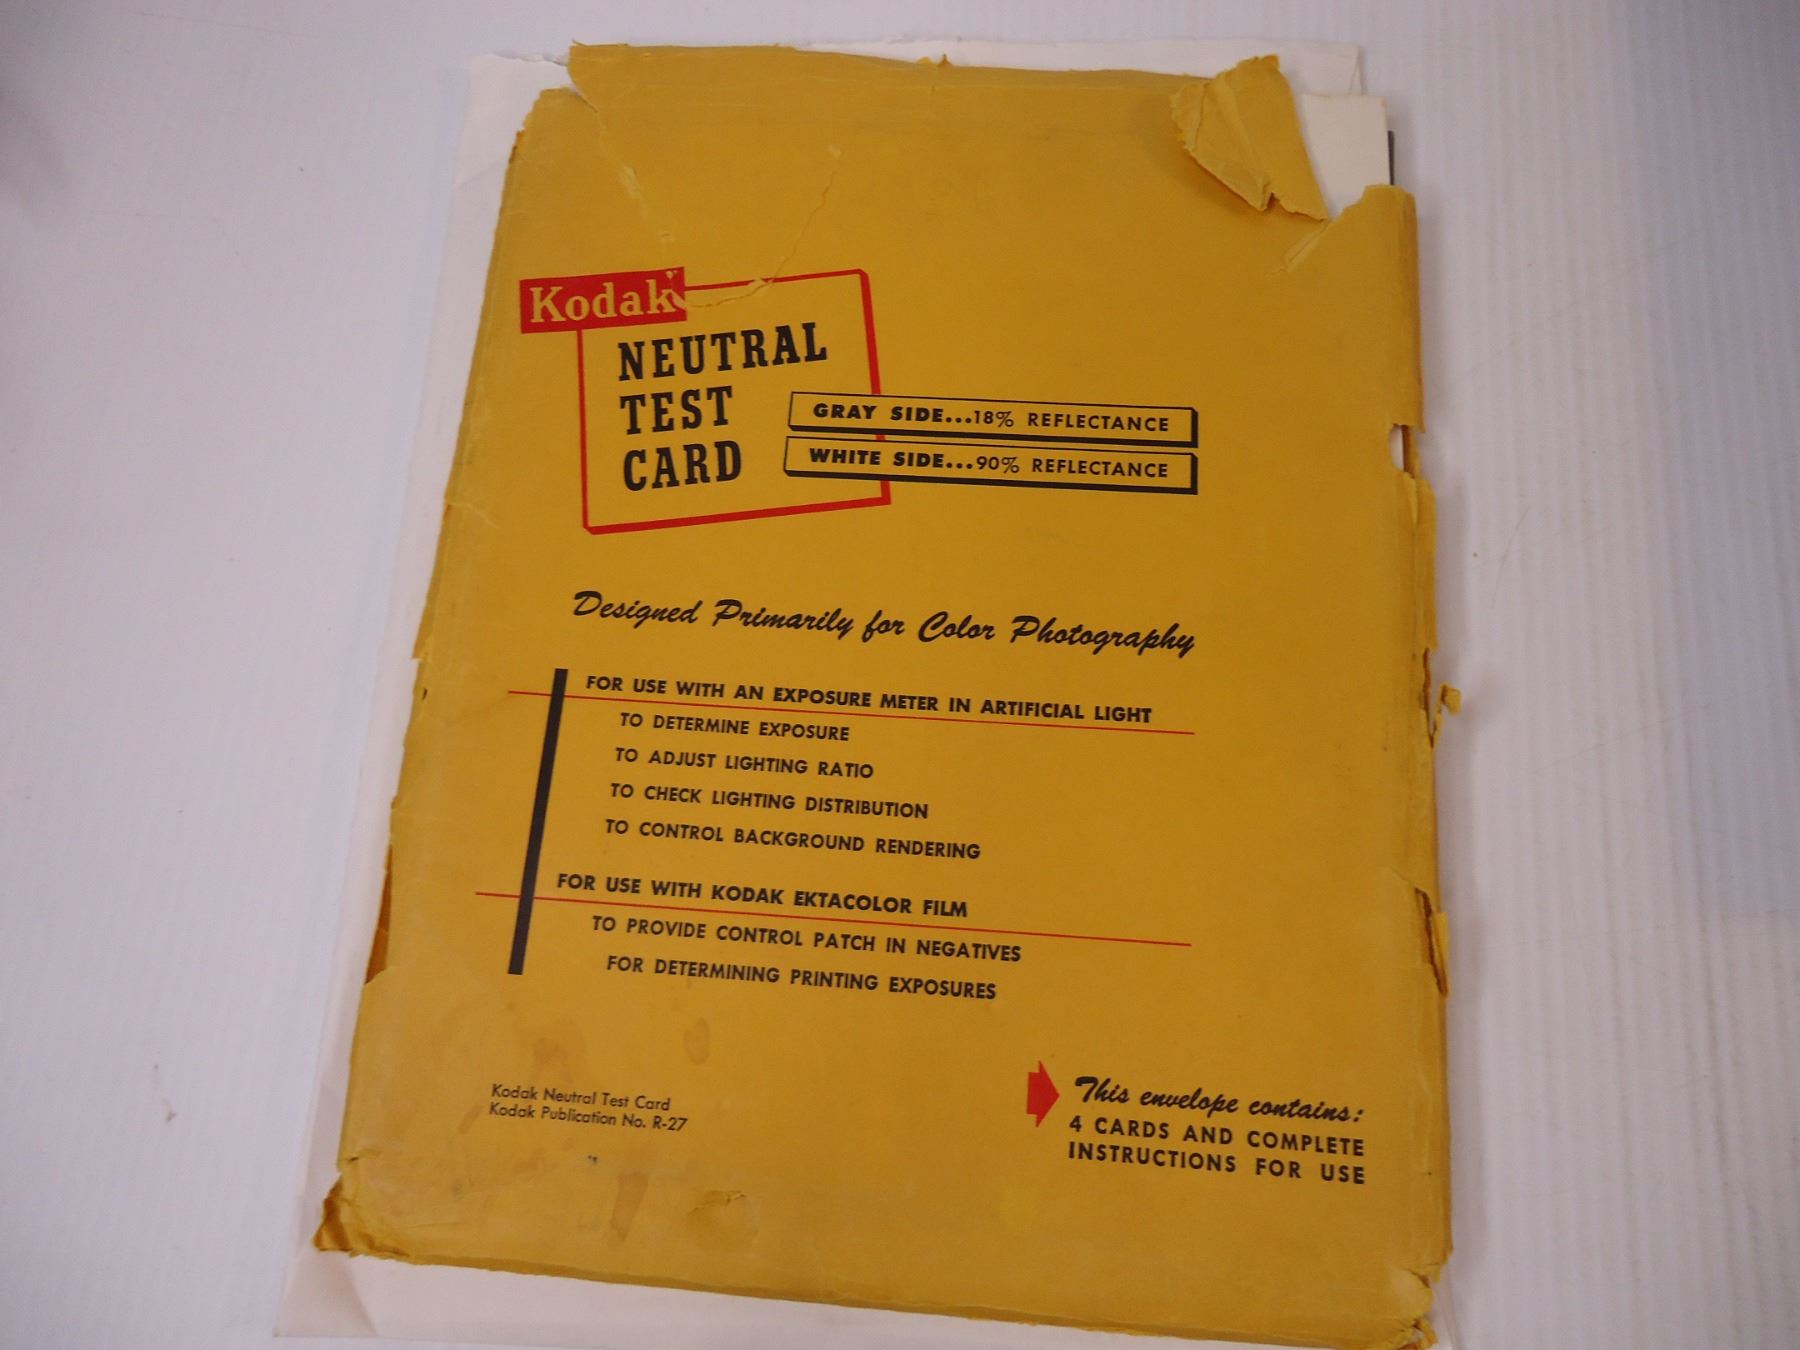 Kodak
NEUTRAL
TEST
CARD
GRAY SIDE...18% REFLECTANCE
WHITE SIDE...90% REFLECTANCE
Designed Primarily for Color Photography
FOR USE WITH AN EXPOSURE METER IN ARTIFICIAL LIGHT
TO DETERMINE EXPOSURE
TO ADJUST LIGHTING RATIO
TO CHECK LIGHTING DISTRIBUTION
TO CONTROL BACKGROUND RENDERING
FOR USE WITH KODAK EKTACOLOR FILM
TO PROVIDE CONTROL PATCH IN NEGATIVES
FOR DETERMINING PRINTING EXPOSURES
Kodak Neutral Test Card
Kodak Publication No. R-27
This envelope contains:
4 CARDS AND COMPLETE
INSTRUCTIONS FOR USE